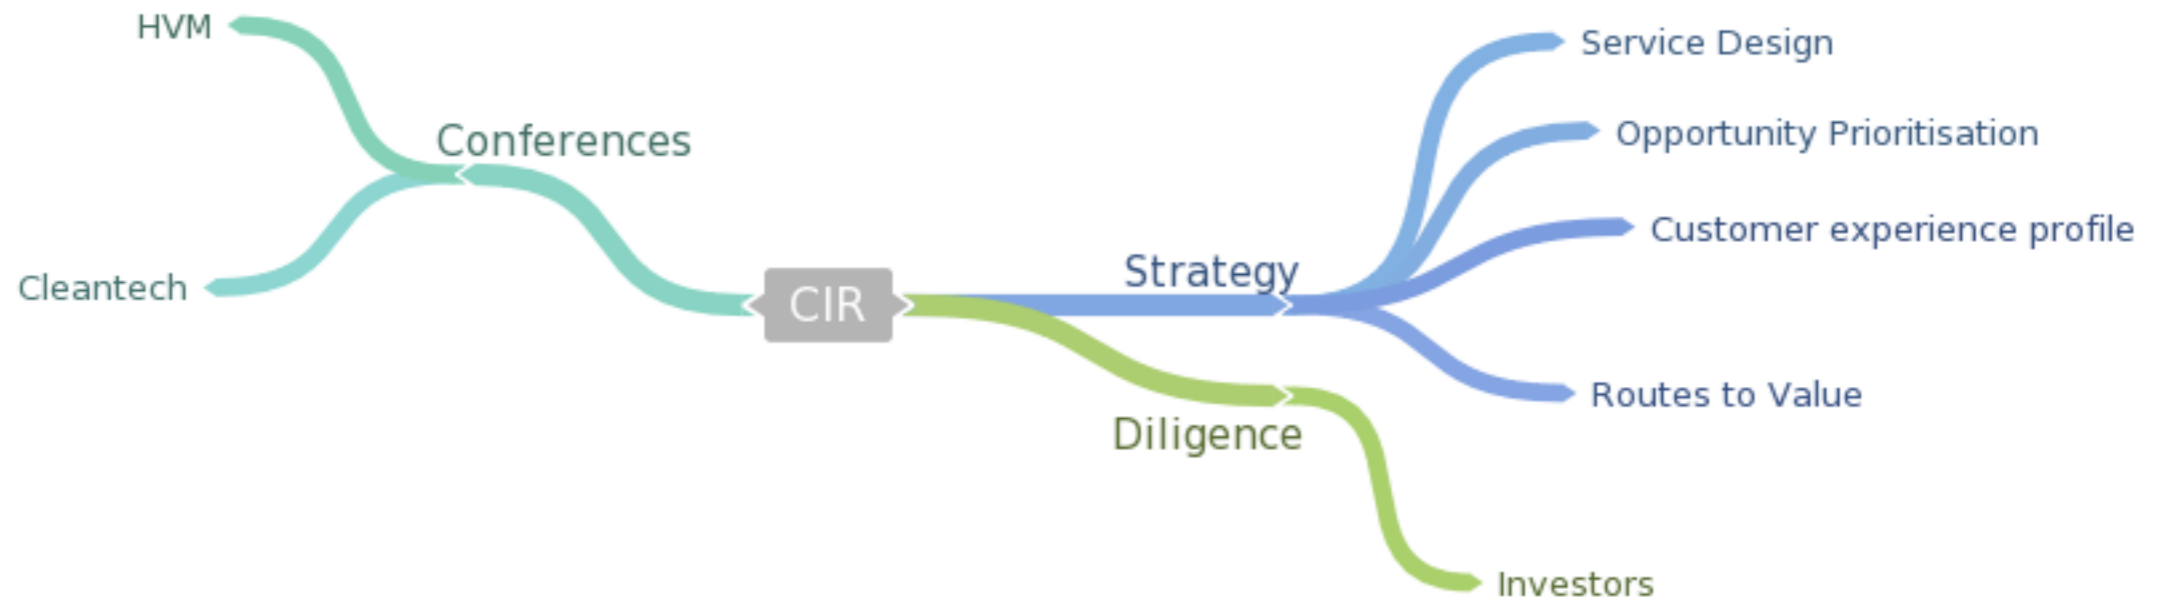 HVM
Conferences
Cleantech
CIR
Strategy
Service Design
Opportunity Prioritisation
Customer experience profile
Routes to Value
Diligence
Investors